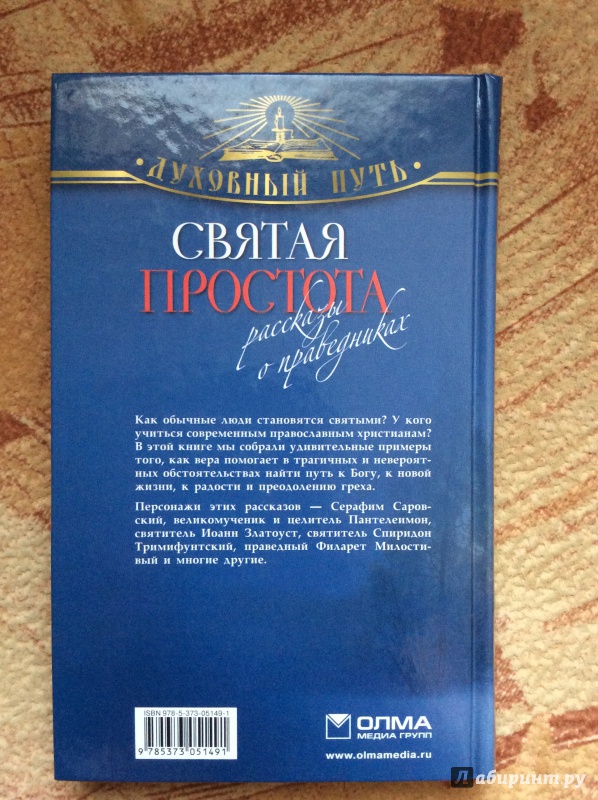 • ДУХОВНЫЙ ПУТЬ •
СВЯТАЯ
ПРОСТОТА
рассказы
о праведниках
Как обычные люди становятся святыми? У кого
учиться современным православным христианам?
В этой книге мы собрали удивительные примеры
того, как вера помогает в трагичных и невероят-
ных обстоятельствах найти путь к Богу, к новой
жизни, к радости и преодолению греха.
Персонажи этих рассказов — Серафим Саров-
ский, великомученик и целитель Пантелеимон,
святитель Иоанн Златоуст, святитель Спиридон
Тримифунтский, праведный Филарет Милости-
вый и многие другие.
ISBN 978-5-373-05149-1
9 785373 051491
ОЛМА
МЕДИА ГРУПП
www.olmamedia.ru
Лабиринт.ру